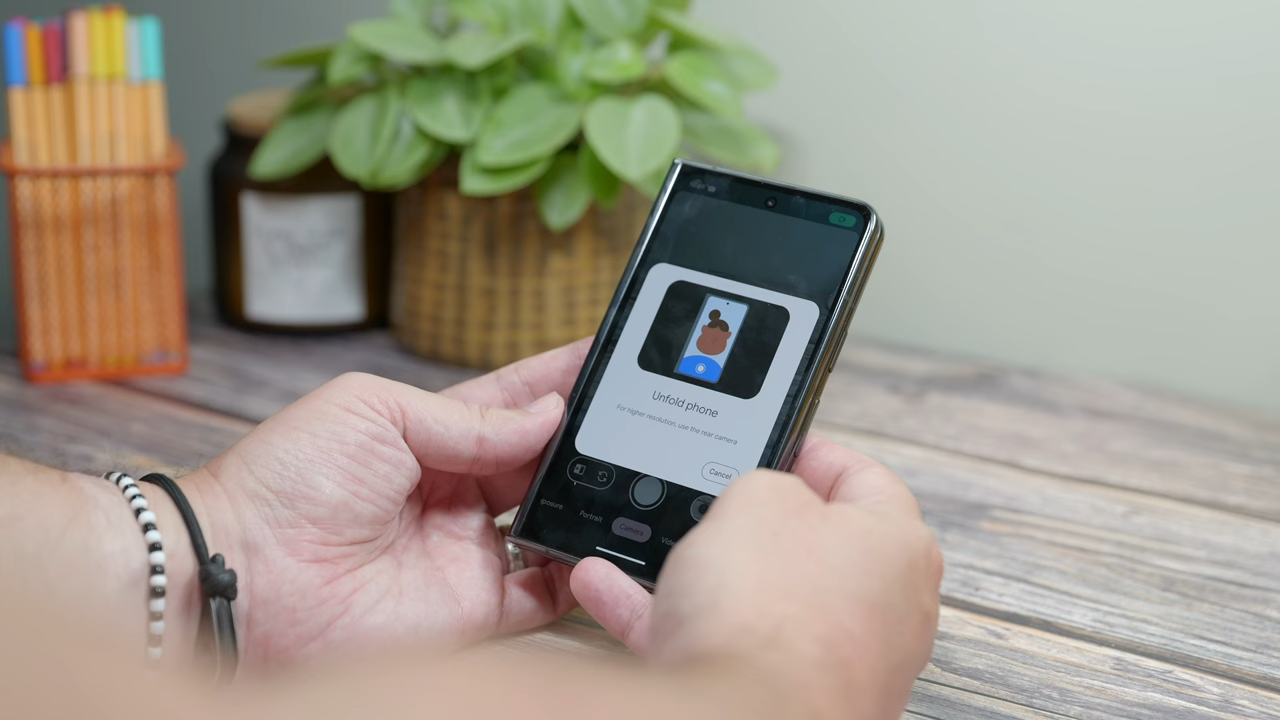 Unfold phone
For higher resolution, use the rear camera
Cancel
Portrait
Camera